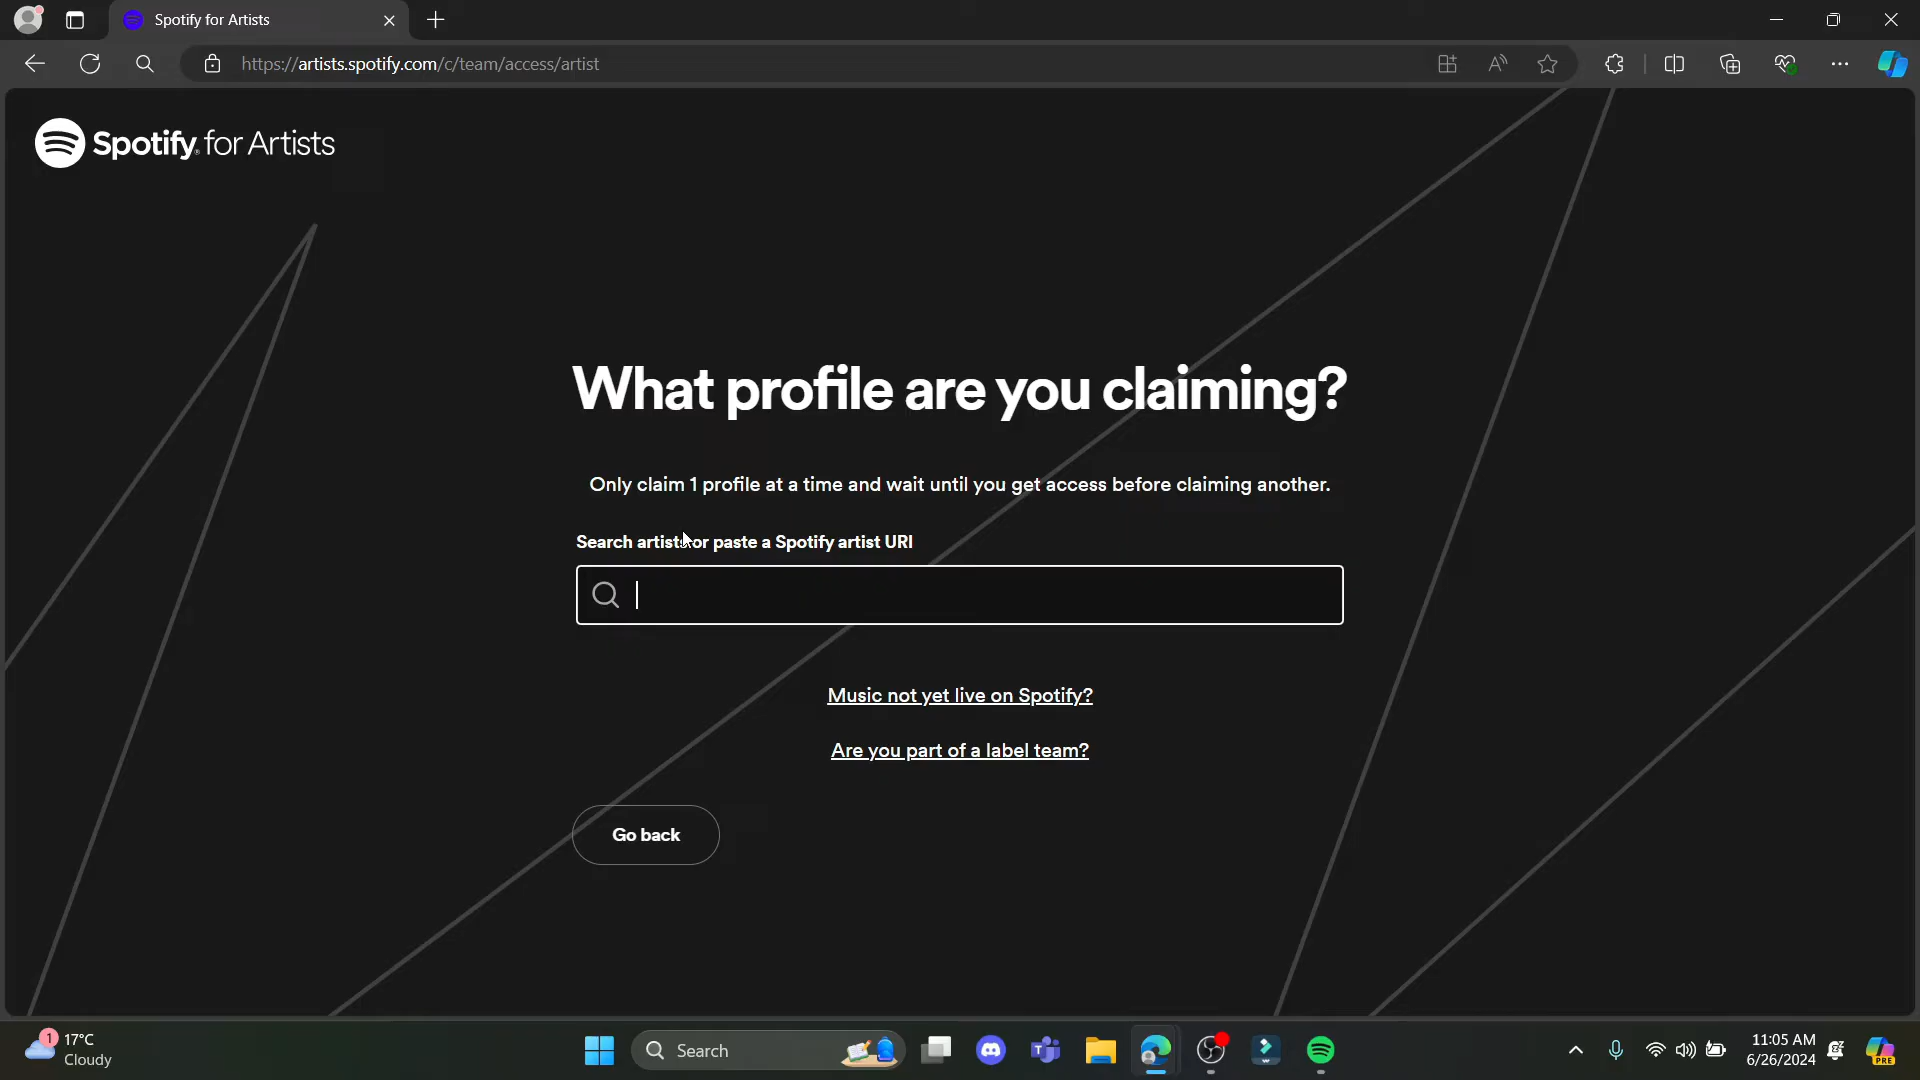 Spotify for Artists
https://artists.spotify.com/c/team/access/artist
Spotify for Artists
What profile are you claiming?
Only claim 1 profile at a time and wait until you get access before claiming another.
Search artists or paste a Spotify artist URI
Music not yet live on Spotify?
Are you part of a label team?
Go back
1
17°C
Cloudy
Search
11:05 AM
6/26/2024
PRE